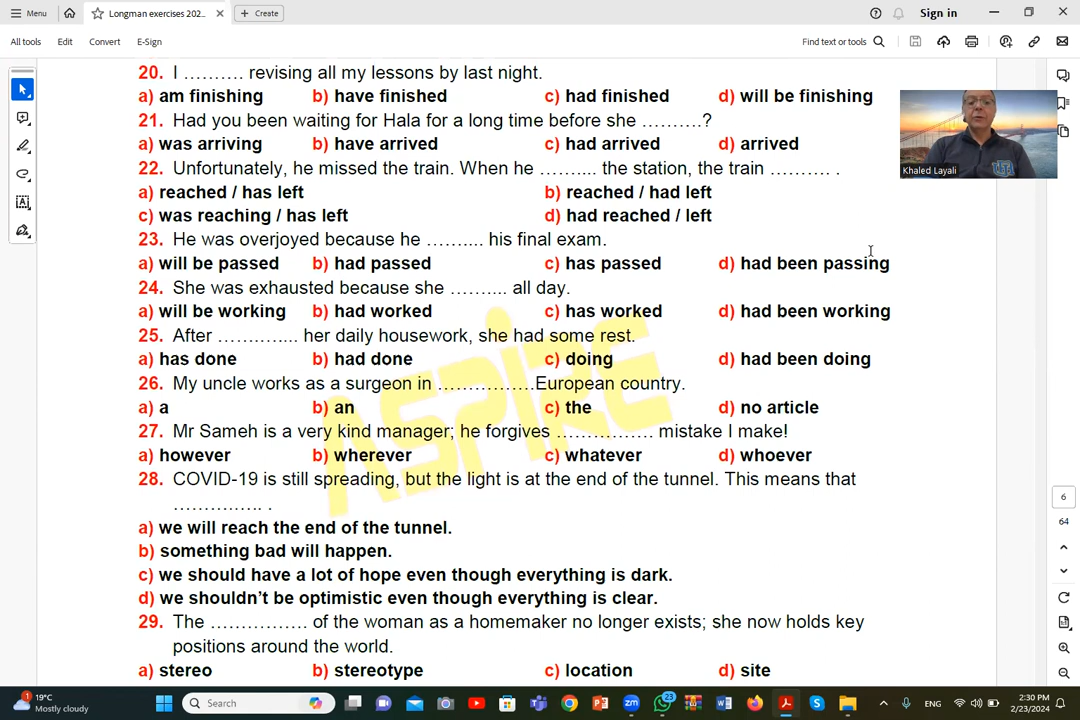 Menu Longman exercises 202... Create Sign in
All tools Edit Convert E-Sign Find text or tools
20. I ………. revising all my lessons by last night.
a) am finishing b) have finished c) had finished d) will be finishing
21. Had you been waiting for Hala for a long time before she ……….?
a) was arriving b) have arrived c) had arrived d) arrived
22. Unfortunately, he missed the train. When he ……….. the station, the train ………. .
a) reached / has left b) reached / had left
c) was reaching / has left d) had reached / left
23. He was overjoyed because he ……….. his final exam.
a) will be passed b) had passed c) has passed d) had been passing
24. She was exhausted because she ……….. all day.
a) will be working b) had worked c) has worked d) had been working
25. After ……………. her daily housework, she had some rest.
a) has done b) had done c) doing d) had been doing
26. My uncle works as a surgeon in …………….European country.
a) a b) an c) the d) no article
27. Mr Sameh is a very kind manager; he forgives ……………. mistake I make!
a) however b) wherever c) whatever d) whoever
28. COVID-19 is still spreading, but the light is at the end of the tunnel. This means that
……………. .
a) we will reach the end of the tunnel.
b) something bad will happen.
c) we should have a lot of hope even though everything is dark.
d) we shouldn't be optimistic even though everything is clear.
29. The ……………. of the woman as a homemaker no longer exists; she now holds key
positions around the world.
a) stereo b) stereotype c) location d) site
ASPIRE
Khaled Layali
6
64
1 19°C
Mostly cloudy
Search
23
ENG
2:30 PM
2/23/2024